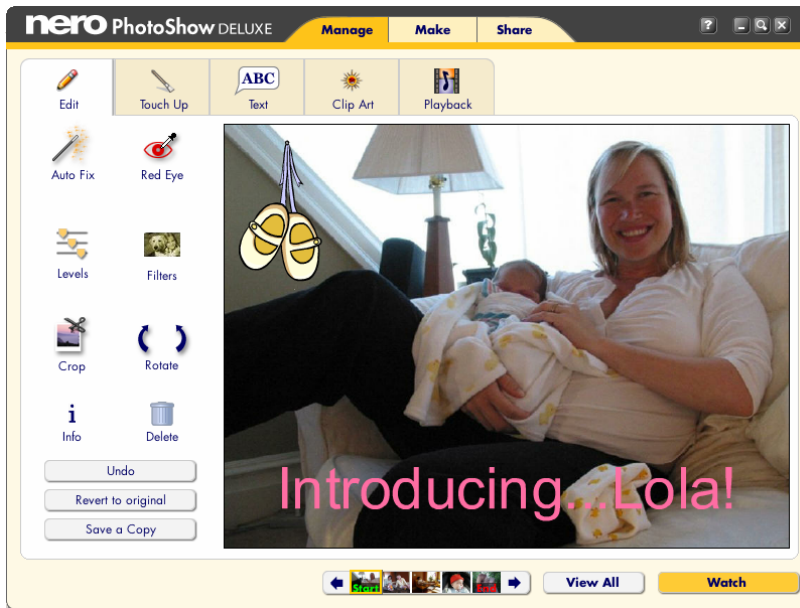 nero PhotoShow DELUXE
Manage
Make
Share
?
Edit
Touch Up
ABC
Text
Clip Art
Playback
Auto Fix
Red Eye
Levels
Filters
Crop
Rotate
i
Info
Delete
Undo
Revert to original
Save a Copy
Introducing...Lola!
Start
End
View All
Watch